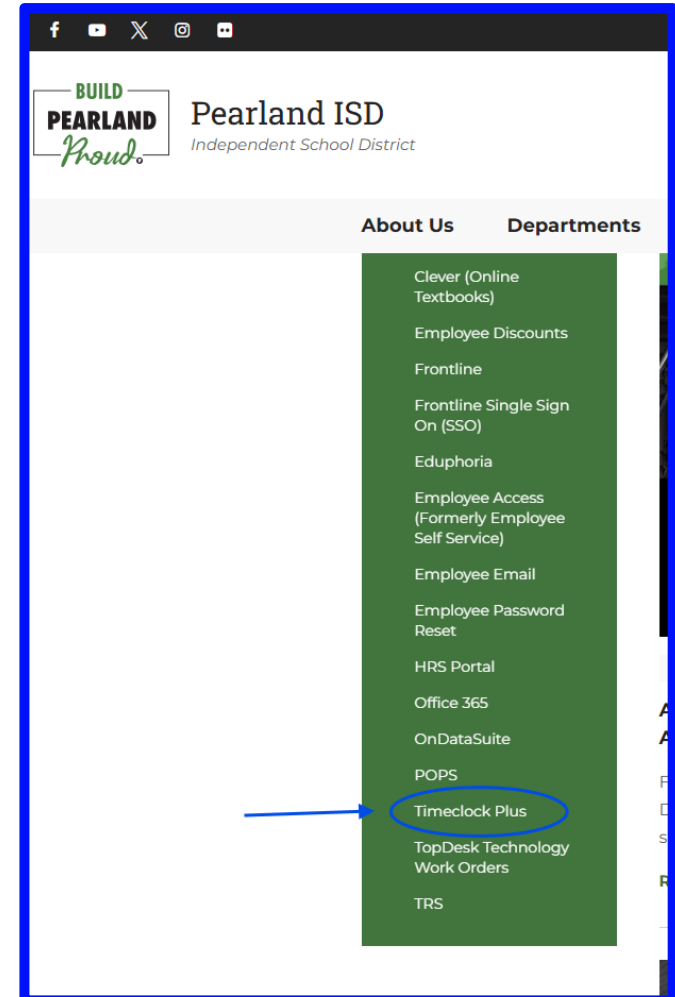 BUILD
PEARLAND
Proud
Pearland ISD
Independent School District
About Us Departments
Clever (Online
Textbooks)
Employee Discounts
Frontline
Frontline Single Sign
On (SSO)
Eduphoria
Employee Access
(Formerly Employee
Self Service)
Employee Email
Employee Password
Reset
HRS Portal
Office 365
OnDataSuite
POPS
Timeclock Plus
TopDesk Technology
Work Orders
TRS